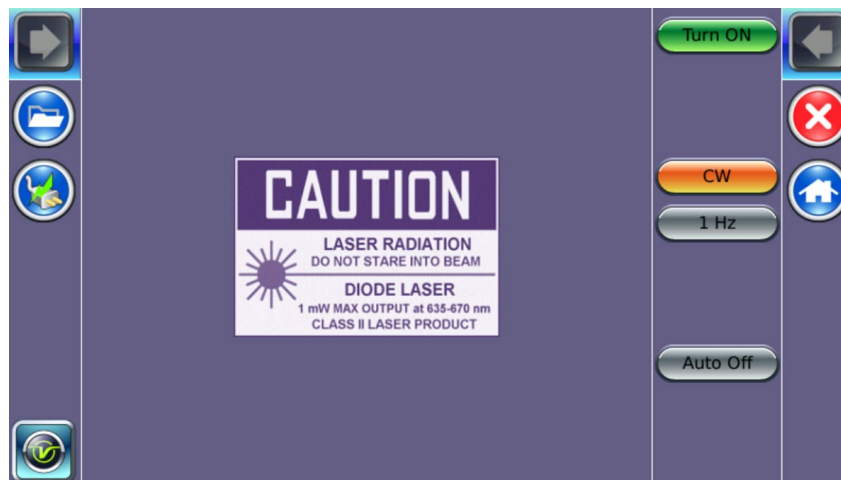 Turn ON
CAUTION
LASER RADIATION
DO NOT STARE INTO BEAM
DIODE LASER
1 mW MAX OUTPUT at 635-670 nm
CLASS II LASER PRODUCT
CW
1 Hz
Auto Off